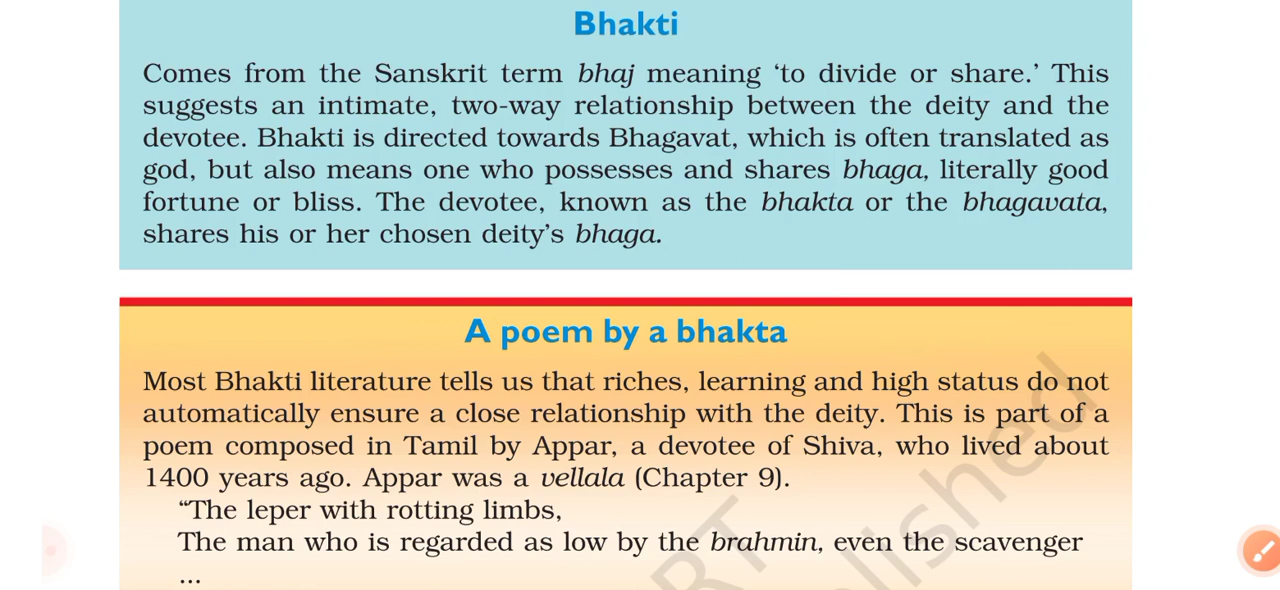 Bhakti
Comes from the Sanskrit term bhaj meaning ‘to divide or share.’ This
suggests an intimate, two-way relationship between the deity and the
devotee. Bhakti is directed towards Bhagavat, which is often translated as
god, but also means one who possesses and shares bhaga, literally good
fortune or bliss. The devotee, known as the bhakta or the bhagavata,
shares his or her chosen deity’s bhaga.
A poem by a bhakta
Most Bhakti literature tells us that riches, learning and high status do not
automatically ensure a close relationship with the deity. This is part of a
poem composed in Tamil by Appar, a devotee of Shiva, who lived about
1400 years ago. Appar was a vellala (Chapter 9).
“The leper with rotting limbs,
The man who is regarded as low by the brahmin, even the scavenger
...